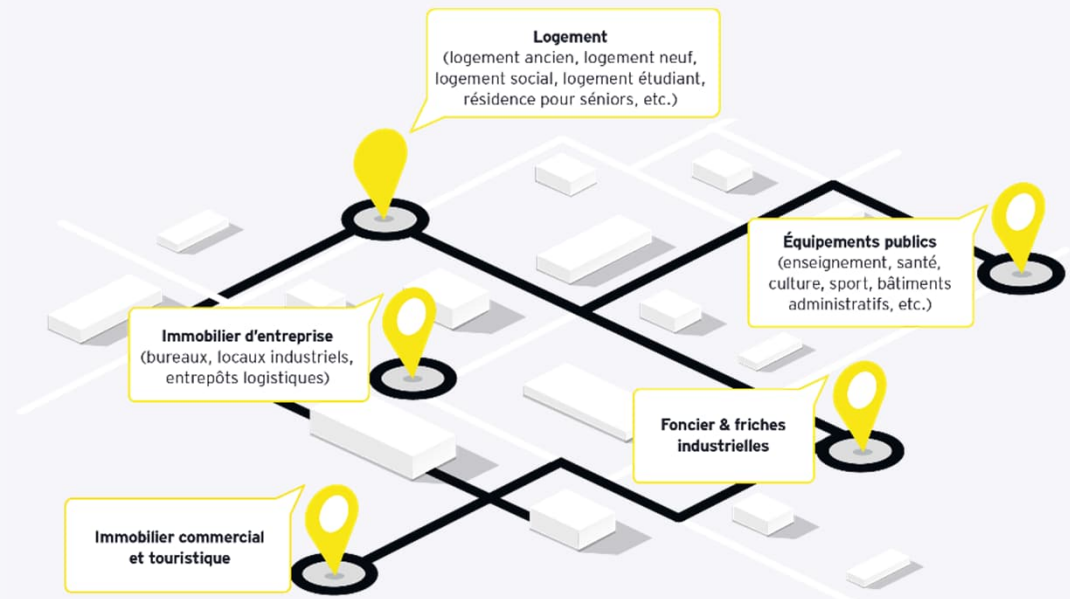 Logement
(logement ancien, logement neuf,
logement social, logement étudiant,
résidence pour séniors, etc.)
Équipements publics
(enseignement, santé,
culture, sport, bâtiments
administratifs, etc.)
Immobilier d'entreprise
(bureaux, locaux industriels,
entrepôts logistiques)
Foncier & friches
industrielles
Immobilier commercial
et touristique